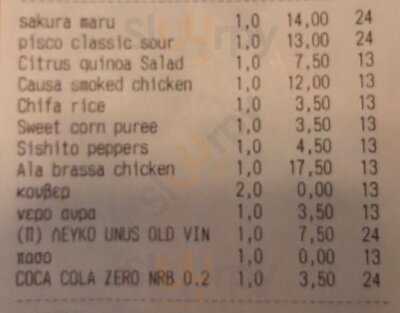 sakura maru 1,0 14,00 24
pisco classic sour 1,0 13,00 24
Citrus quinoa Salad 1,0 7,50 13
Causa smoked chicken 1,0 12,00 13
Chifa rice 1,0 3,50 13
Sweet corn puree 1,0 3,50 13
Sishito peppers 1,0 4,50 13
Ala brassa chicken 1,0 17,50 13
κουβερ 2,0 0,00 13
νερο αυρα 1,0 3,50 13
(Π) ΛΕΥΚΟ UNUS OLD VIN 1,0 7,50 24
πασο 1,0 0,00 13
COCA COLA ZERO NRB 0.2 1,0 3,50 24